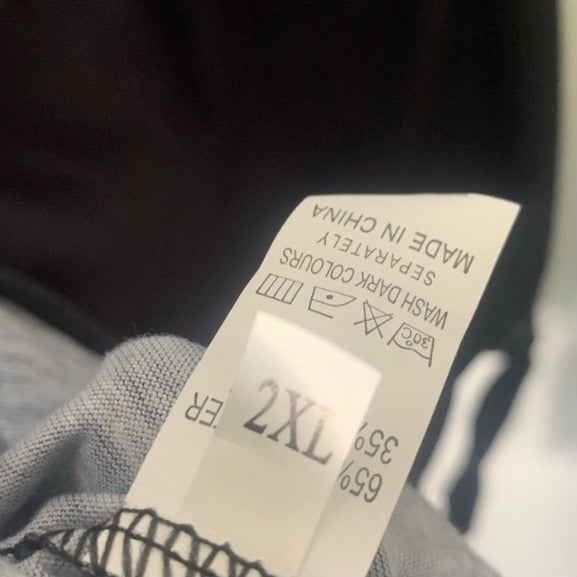 2XL
65%
35% ER
30°C
WASH DARK COLOURS
SEPARATELY
MADE IN CHINA